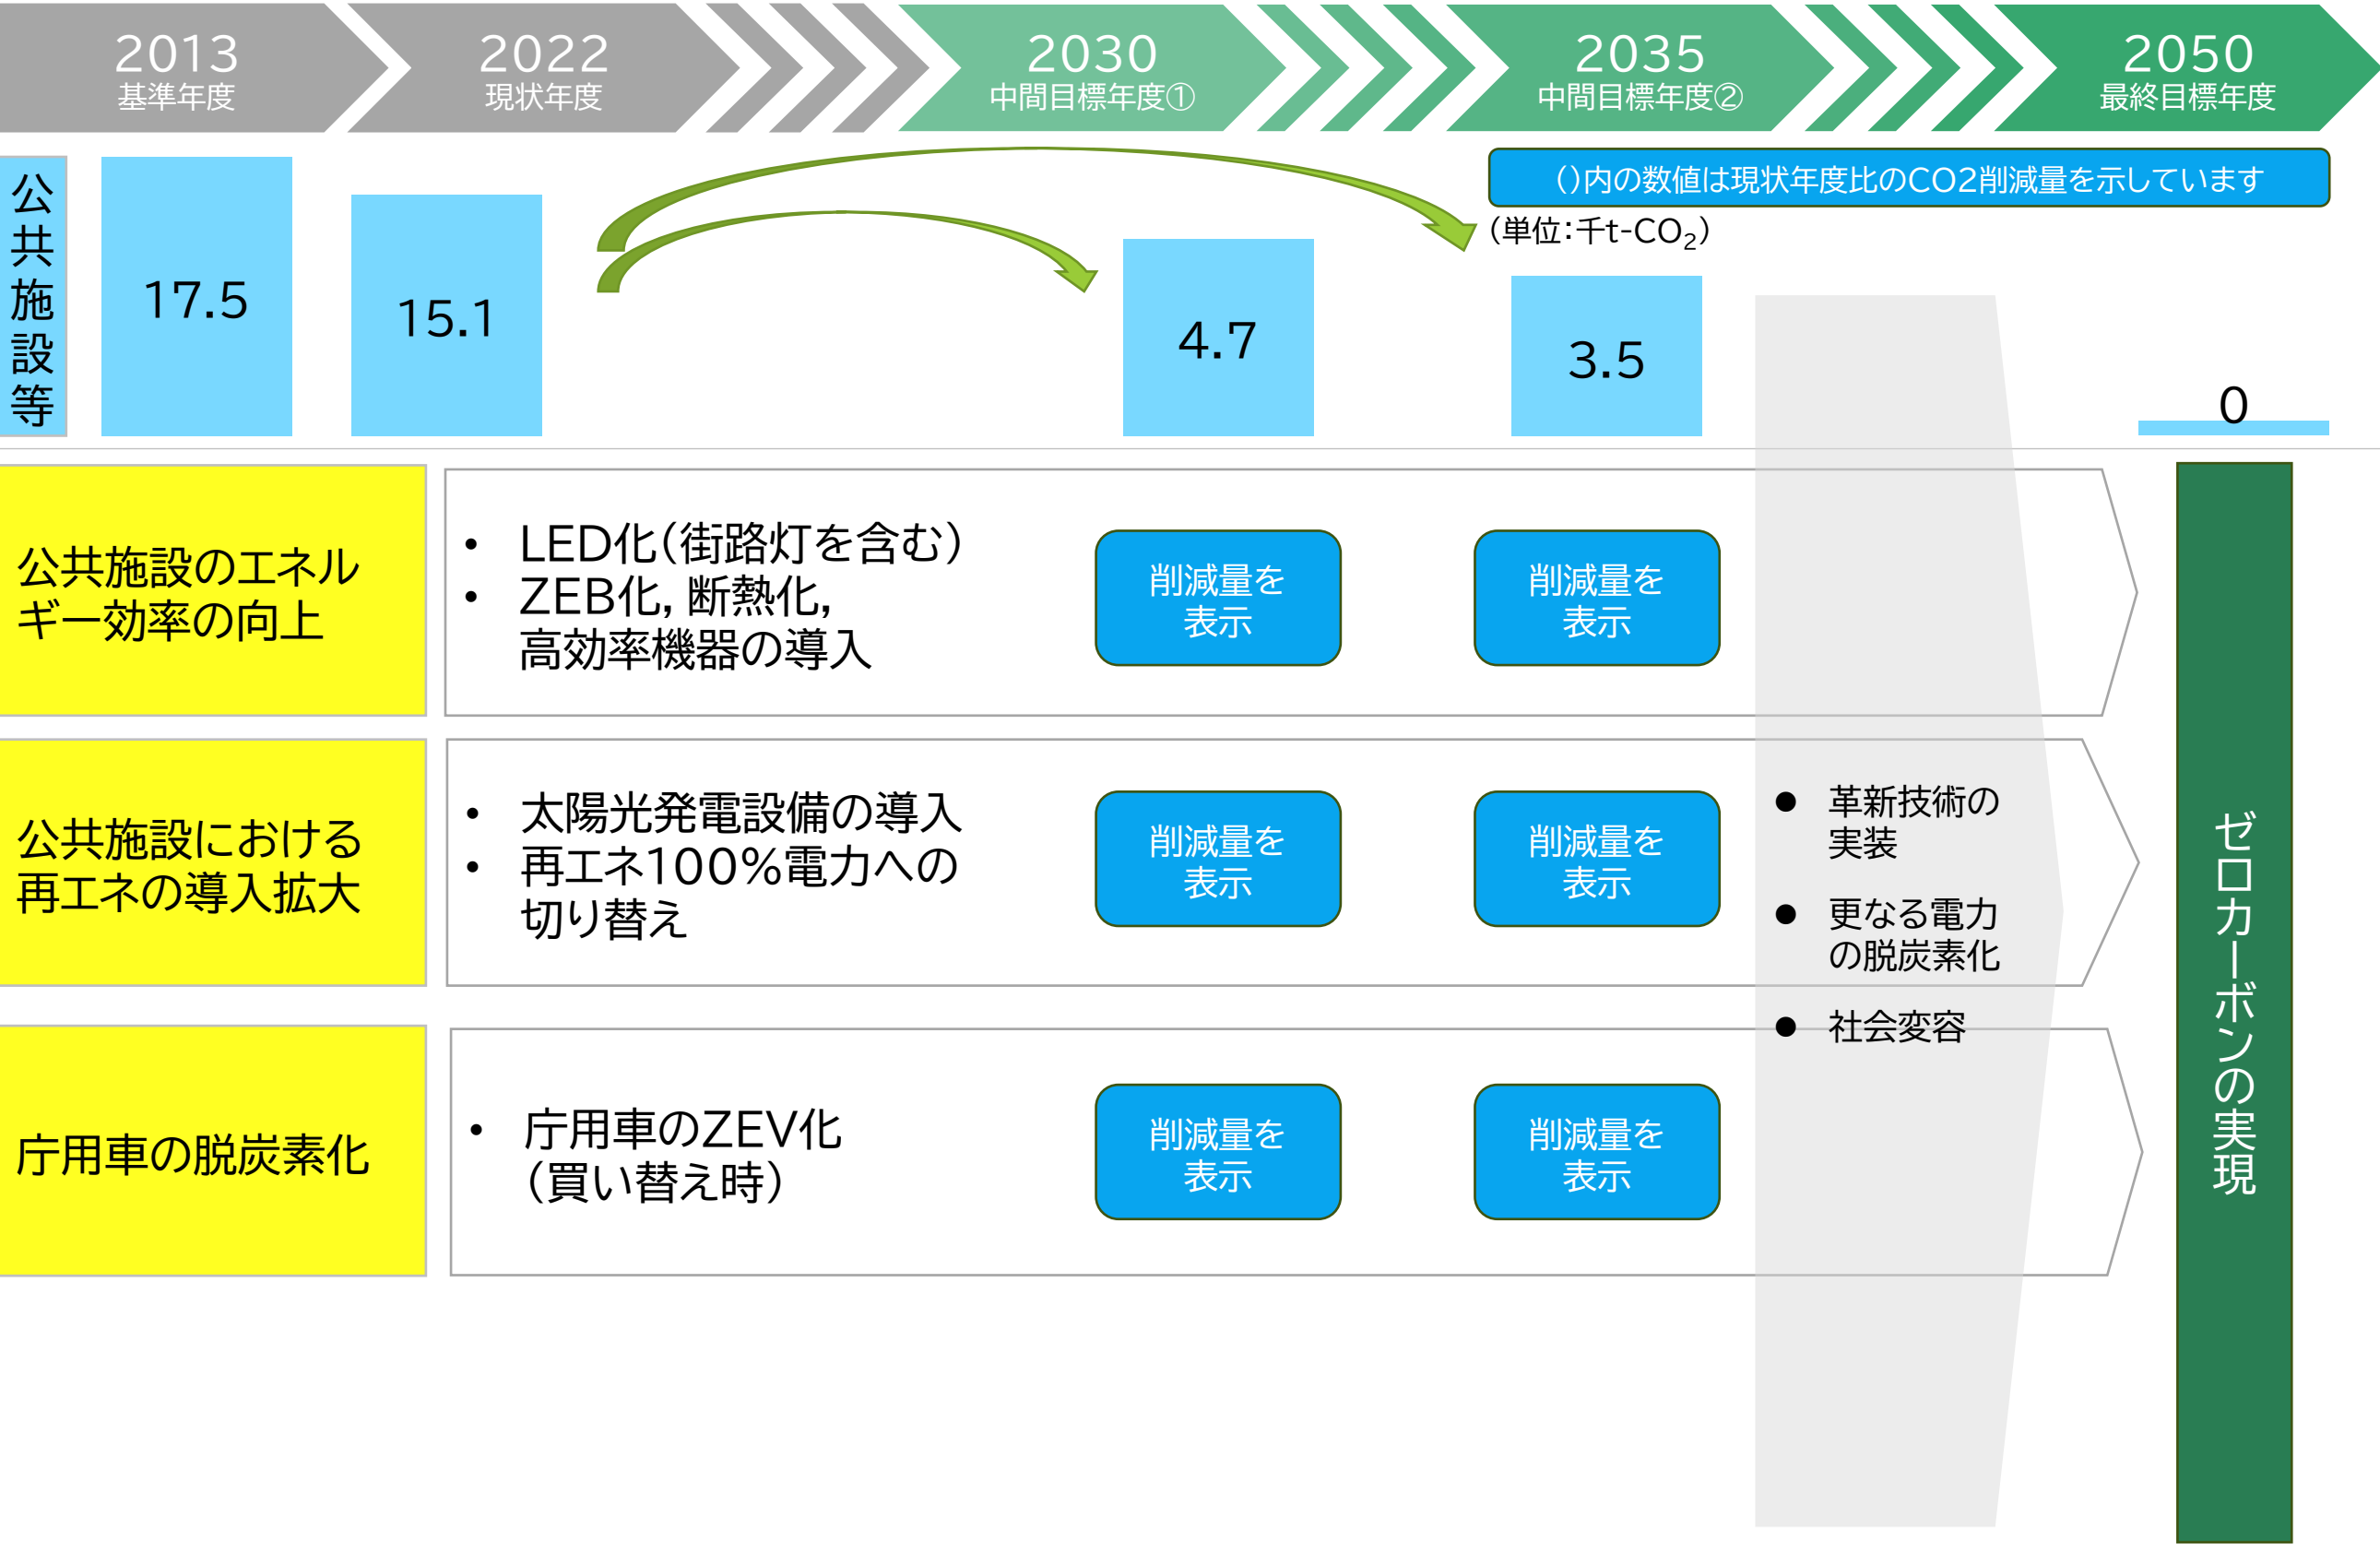 2013
基準年度
2022
現状年度
2030
中間目標年度①
2035
中間目標年度②
2050
最終目標年度
公共施設等
17.5
15.1
4.7
3.5
0
()内の数値は現状年度比のCO2削減量を示しています
(単位:千t-CO₂)
公共施設のエネル
ギー効率の向上
• LED化(街路灯を含む)
• ZEB化, 断熱化,
高効率機器の導入
削減量を
表示
削減量を
表示
公共施設における
再エネの導入拡大
• 太陽光発電設備の導入
• 再エネ100%電力への
切り替え
削減量を
表示
削減量を
表示
庁用車の脱炭素化
• 庁用車のZEV化
(買い替え時)
削減量を
表示
削減量を
表示
● 革新技術の
実装
● 更なる電力
の脱炭素化
● 社会変容
ゼロカーボンの実現